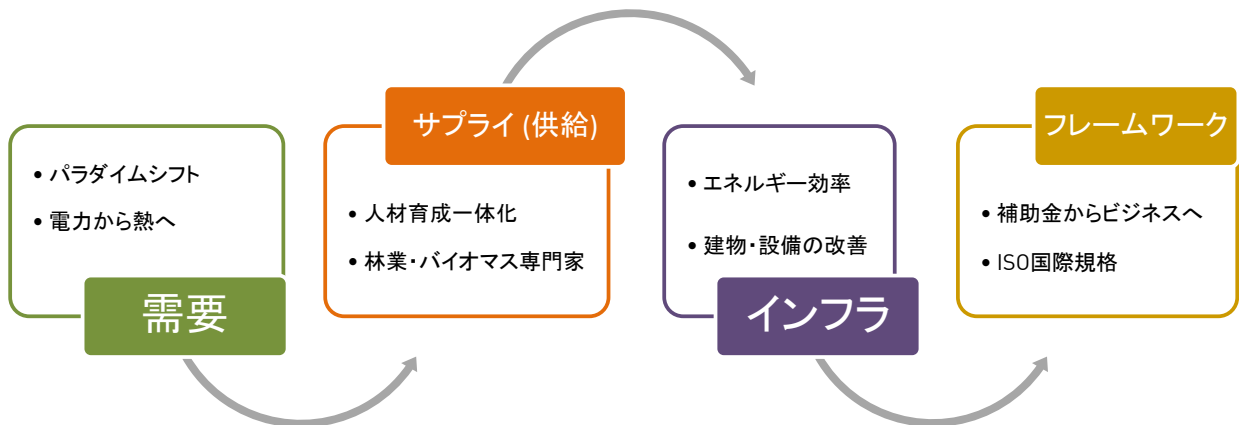 需要
• パラダイムシフト
• 電力から熱へ
サプライ (供給)
• 人材育成一体化
• 林業・バイオマス専門家
インフラ
• エネルギー効率
• 建物・設備の改善
フレームワーク
• 補助金からビジネスへ
• ISO国際規格